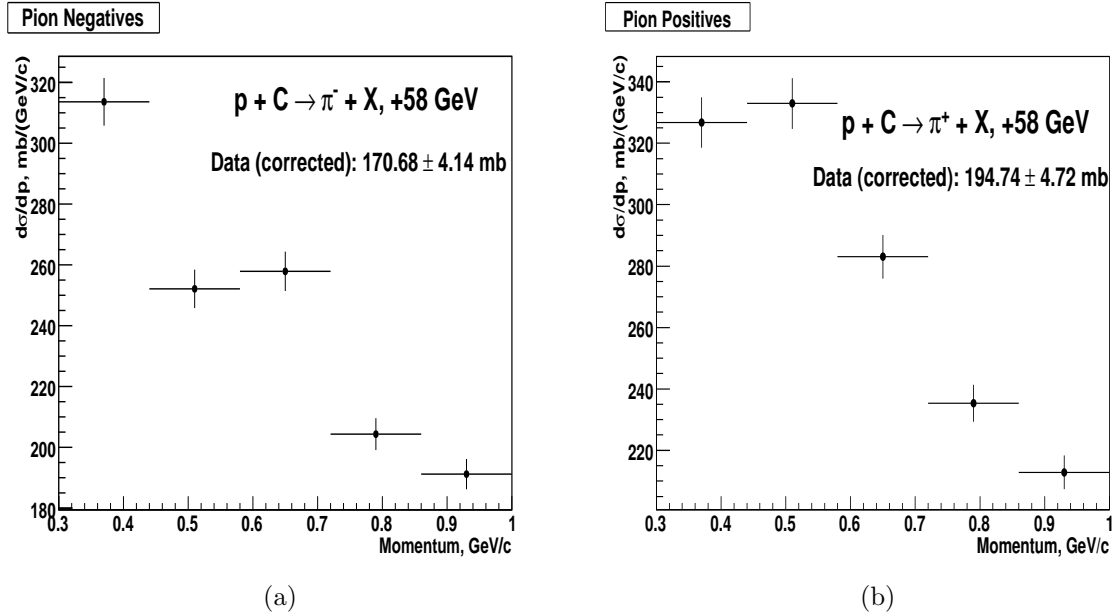 Pion Negatives
p + C → π⁻ + X, +58 GeV
Data (corrected): 170.68 ± 4.14 mb
dσ/dp, mb/(GeV/c)
320
300
280
260
240
220
200
180
0.3 0.4 0.5 0.6 0.7 0.8 0.9 1
Momentum, GeV/c
(a)
Pion Positives
p + C → π⁺ + X, +58 GeV
Data (corrected): 194.74 ± 4.72 mb
dσ/dp, mb/(GeV/c)
340
320
300
280
260
240
220
0.3 0.4 0.5 0.6 0.7 0.8 0.9 1
Momentum, GeV/c
(b)